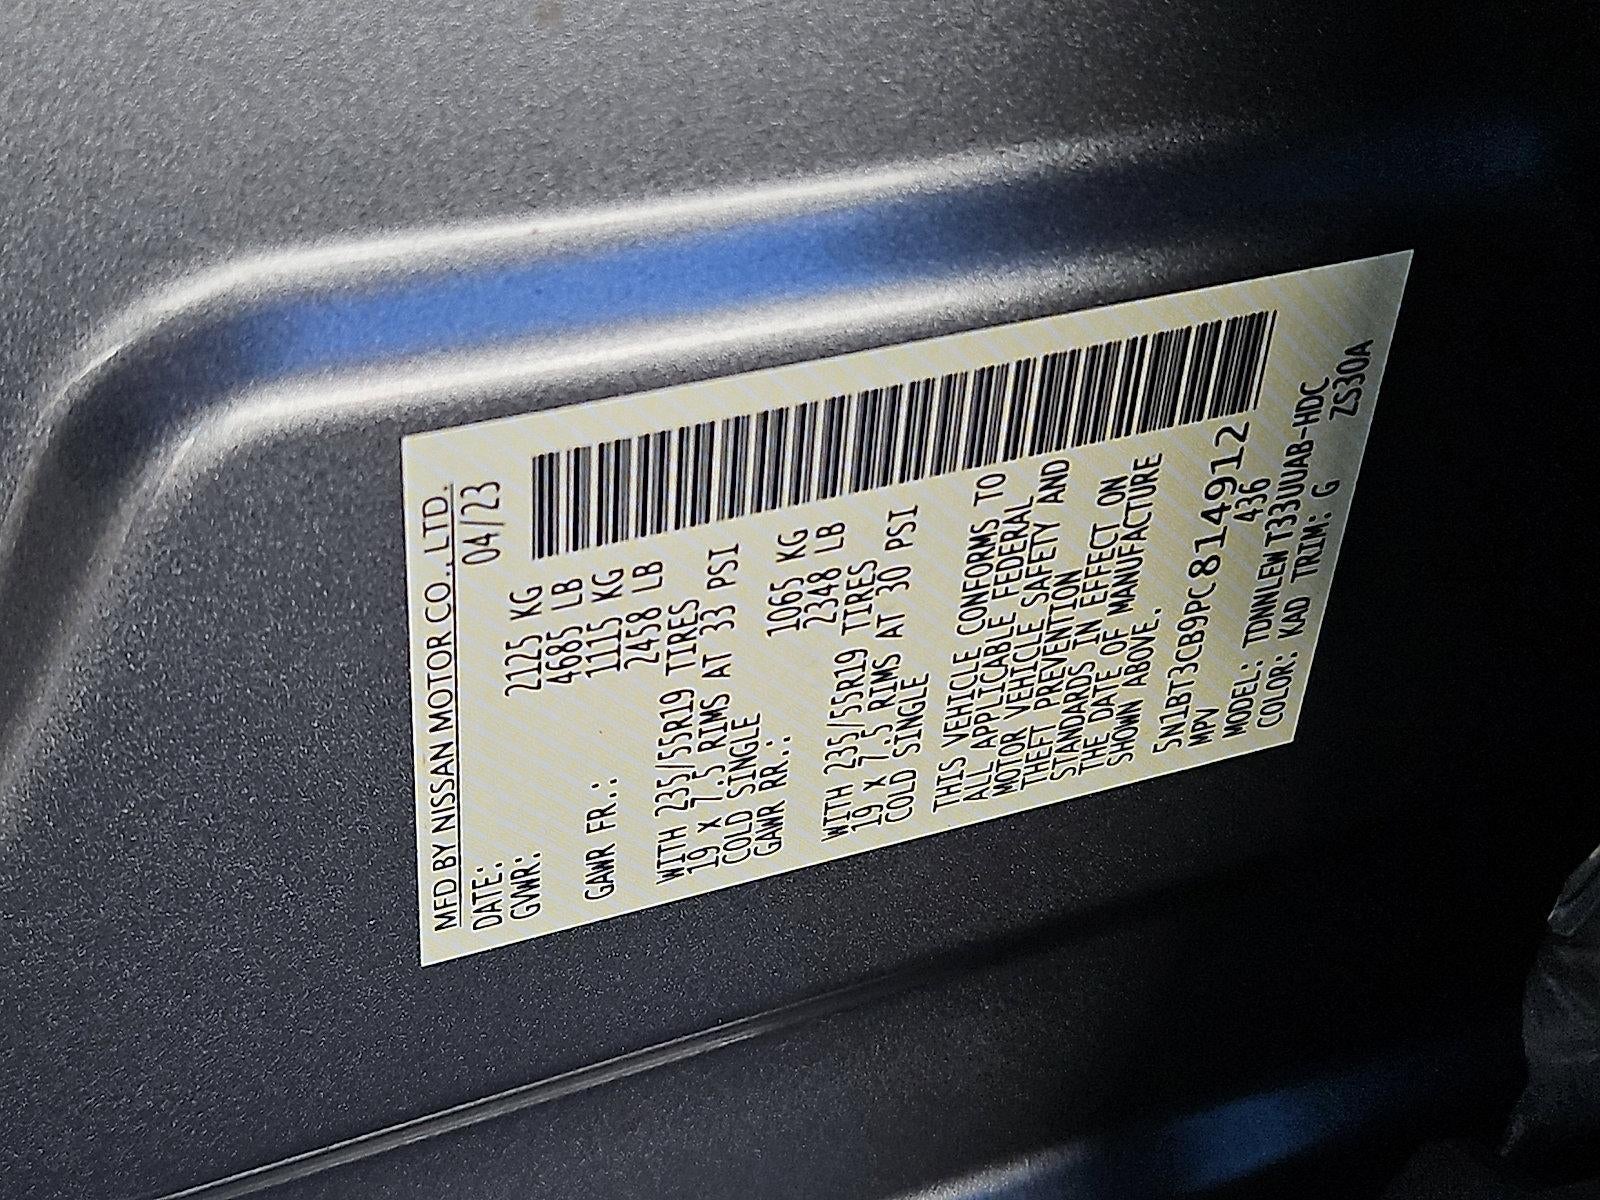 MFD BY NISSAN MOTOR CO.,LTD.
DATE: 04/23
GVWR: 2125 KG
4685 LB
GAWR FR.: 1115 KG
2458 LB
WITH 235/55R19 TIRES
19 X 7.5 RIMS AT 33 PSI
COLD SINGLE
GAWR RR.: 1065 KG
2348 LB
WITH 235/55R19 TIRES
19 X 7.5 RIMS AT 30 PSI
COLD SINGLE
THIS VEHICLE CONFORMS TO
ALL APPLICABLE FEDERAL
MOTOR VEHICLE SAFETY AND
THEFT PREVENTION
STANDARDS IN EFFECT ON
THE DATE OF MANUFACTURE
SHOWN ABOVE.
5N1BT3CB9PC814912
MPV 436
MODEL: TDNNLEW T33UUAB-HDC
COLOR: KAD TRIM: G ZS30A